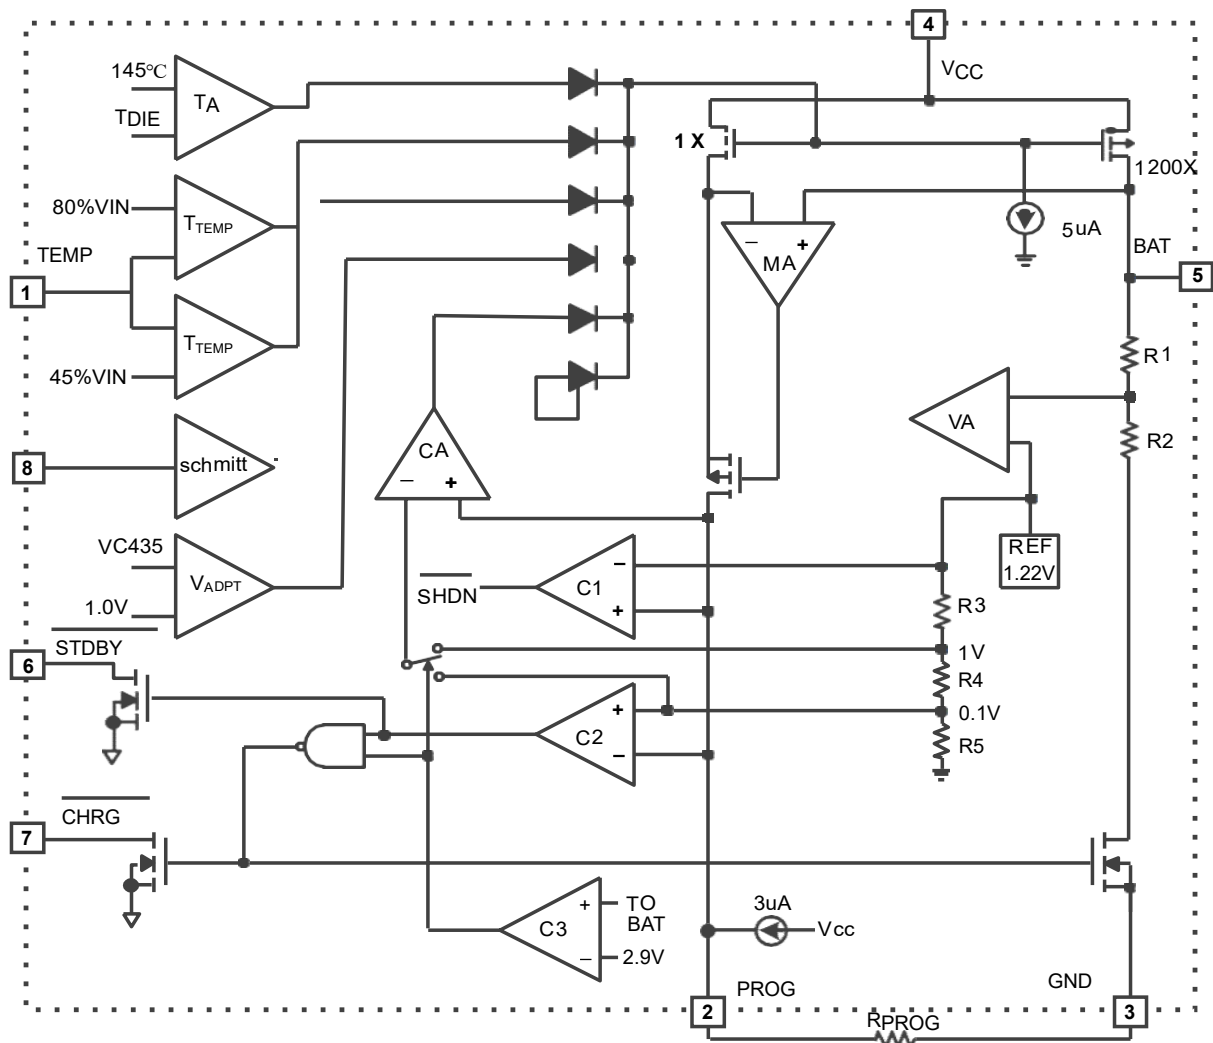 4
VCC
145℃
TA
TDIE
1 X
1200X
80%VIN
TTEMP
TEMP
1
TTEMP
45%VIN
MA
5uA
BAT
5
R1
VA
R2
8
schmitt
CA
REF
1.22V
VC435
VADPT
1.0V
SHDN
C1
R3
STDBY
6
1V
R4
0.1V
C2
R5
CHRG
7
C3
TO
BAT
2.9V
3uA
Vcc
PROG
2
GND
3
RPROG